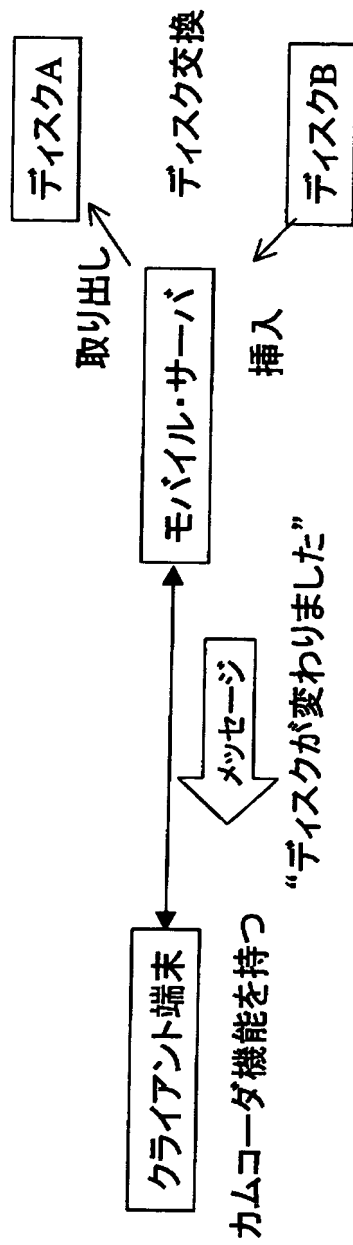 ディスクA
取り出し
ディスク交換
モバイル・サーバ
挿入
ディスクB
メッセージ
“ディスクが変わりました”
クライアント端末
カムコーダ機能を持つ